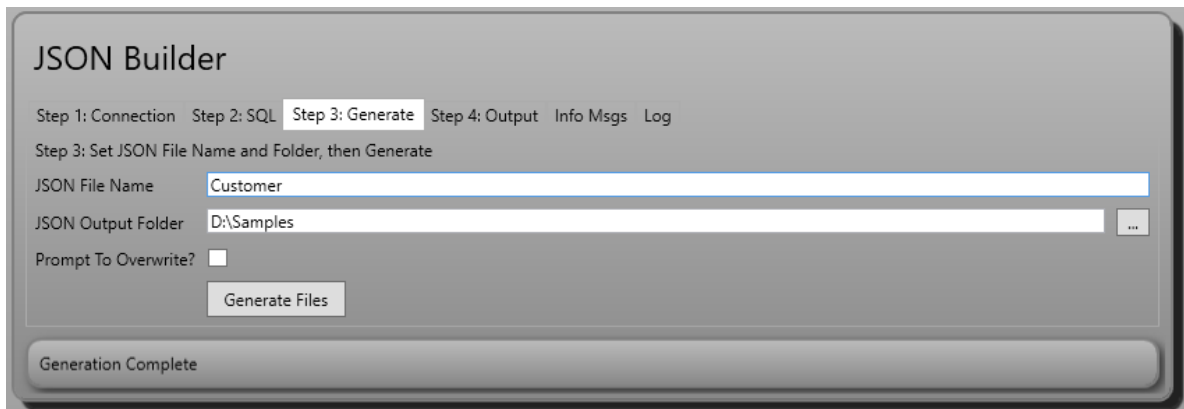 JSON Builder
Step 1: Connection Step 2: SQL Step 3: Generate Step 4: Output Info Msgs Log
Step 3: Set JSON File Name and Folder, then Generate
JSON File Name Customer
JSON Output Folder D:\Samples ...
Prompt To Overwrite?
Generate Files
Generation Complete